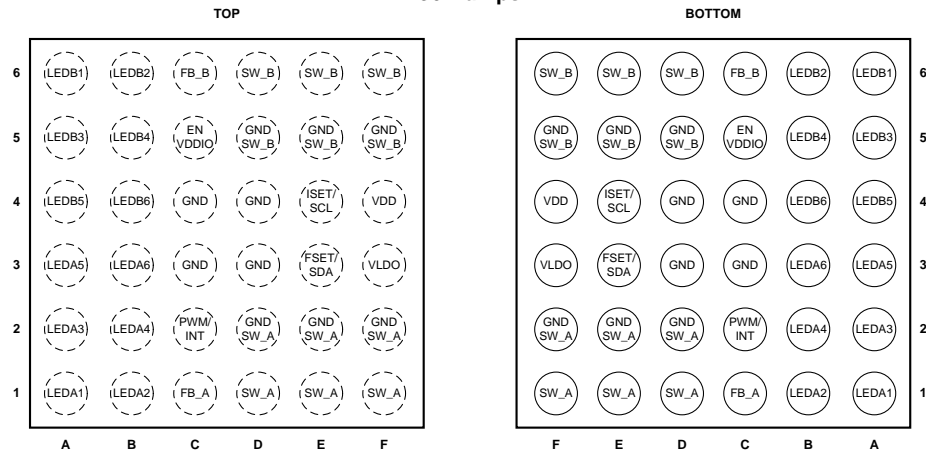 TOP
BOTTOM
6 LEDB1 LEDB2 FB_B SW_B SW_B SW_B
5 LEDB3 LEDB4 EN VDDIO GND SW_B GND SW_B GND SW_B
4 LEDB5 LEDB6 GND GND ISET/ SCL VDD
3 LEDA5 LEDA6 GND GND FSET/ SDA VLDO
2 LEDA3 LEDA4 PWM/ INT GND SW_A GND SW_A GND SW_A
1 LEDA1 LEDA2 FB_A SW_A SW_A SW_A
A B C D E F
SW_B SW_B SW_B FB_B LEDB2 LEDB1 6
GND SW_B GND SW_B GND SW_B EN VDDIO LEDB4 LEDB3 5
VDD ISET/ SCL GND GND LEDB6 LEDB5 4
VLDO FSET/ SDA GND GND LEDA6 LEDA5 3
GND SW_A GND SW_A GND SW_A PWM/ INT LEDA4 LEDA3 2
SW_A SW_A SW_A FB_A LEDA2 LEDA1 1
F E D C B A